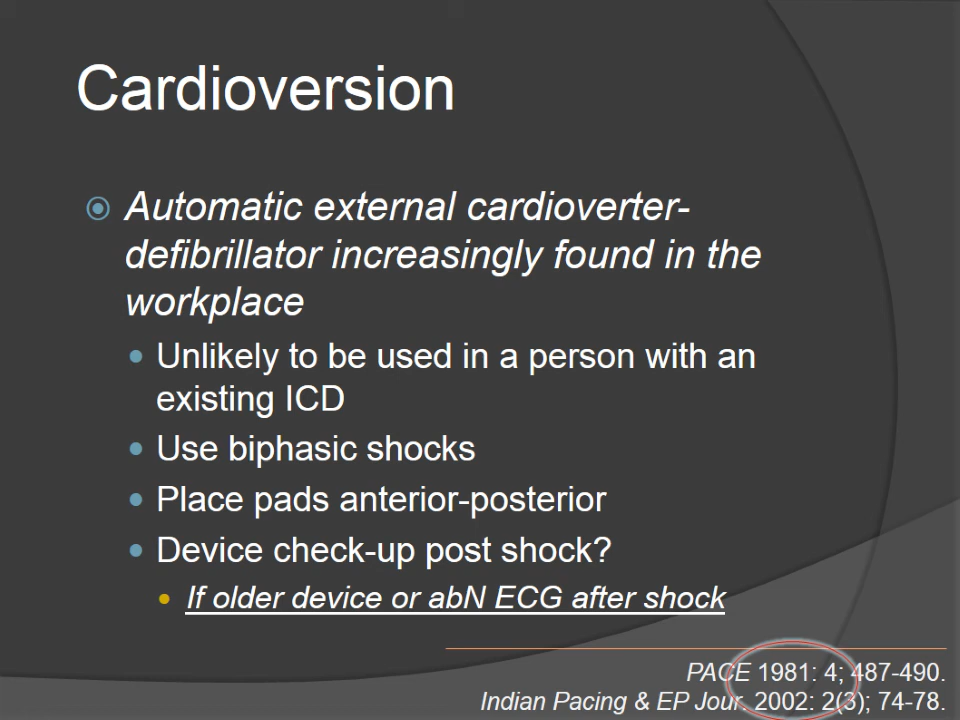 Cardioversion
Automatic external cardioverter-
defibrillator increasingly found in the
workplace
Unlikely to be used in a person with an
existing ICD
Use biphasic shocks
Place pads anterior-posterior
Device check-up post shock?
If older device or abN ECG after shock
PACE 1981: 4; 487-490.
Indian Pacing & EP Jour. 2002: 2(3); 74-78.